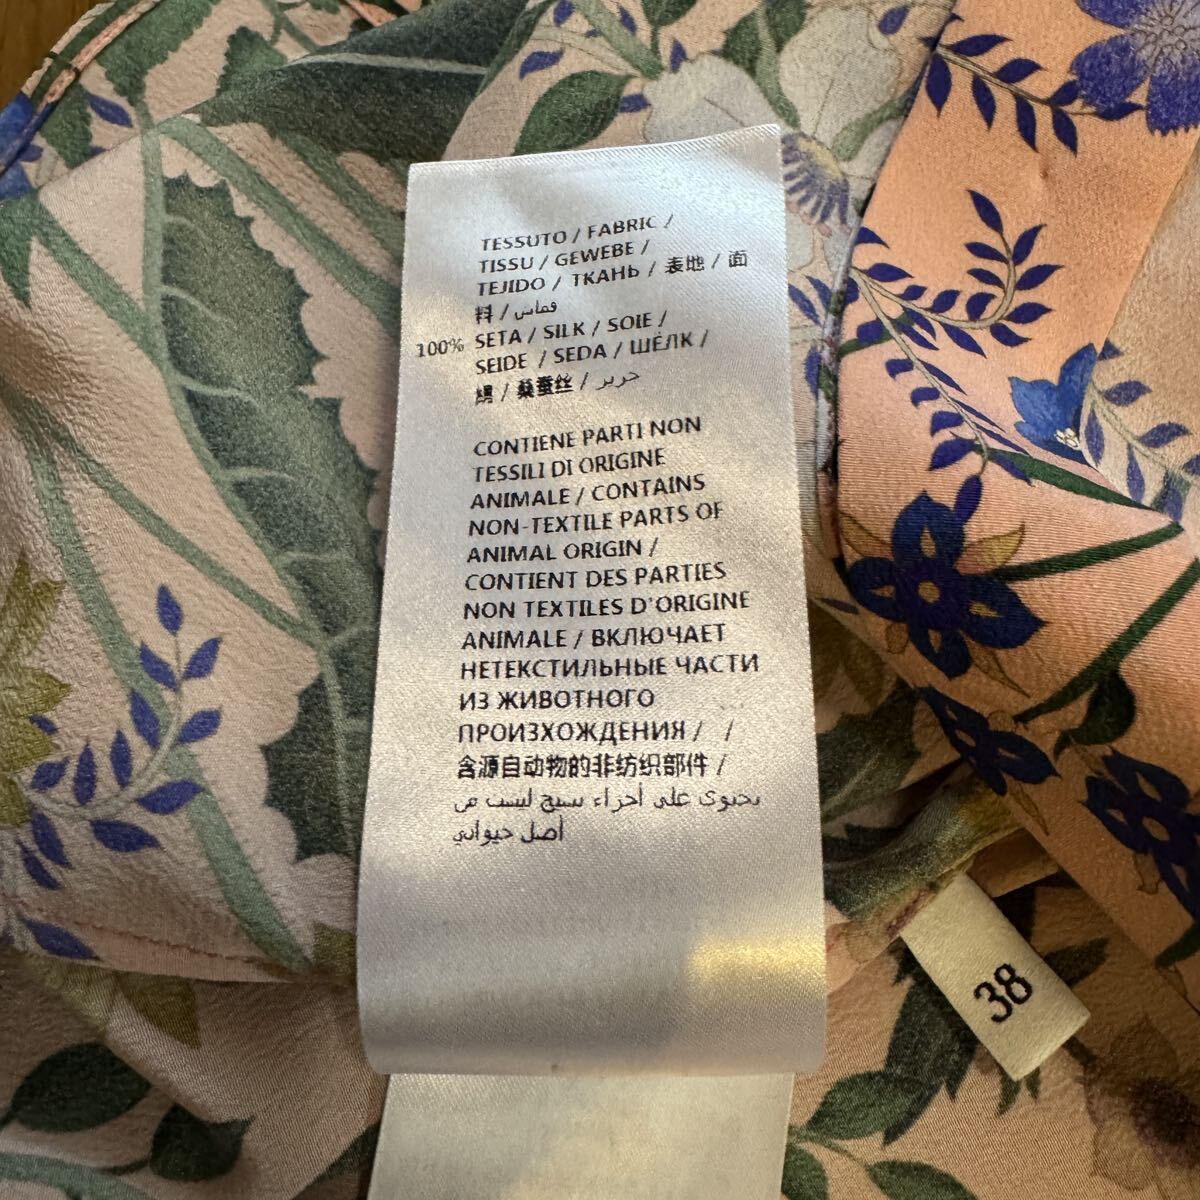 TESSUTO / FABRIC /
TISSU / GEWEBE /
TEJIDO / ТКАНЬ / 表地 / 面
料 / قماش
100% SETA / SILK / SOIE /
SEIDE / SEDA / ШЁЛК /
絹 / 桑蚕丝 / حرير
CONTIENE PARTI NON
TESSILI DI ORIGINE
ANIMALE / CONTAINS
NON-TEXTILE PARTS OF
ANIMAL ORIGIN /
CONTIENT DES PARTIES
NON TEXTILES D'ORIGINE
ANIMALE / ВКЛЮЧАЕТ
НЕТЕКСТИЛЬНЫЕ ЧАСТИ
ИЗ ЖИВОТНОГО
ПРОИЗХОЖДЕНИЯ / /
含源自动物的非纺织部件 /
يحتوي على أجزاء نسيج ليست من
أصل حيواني
38